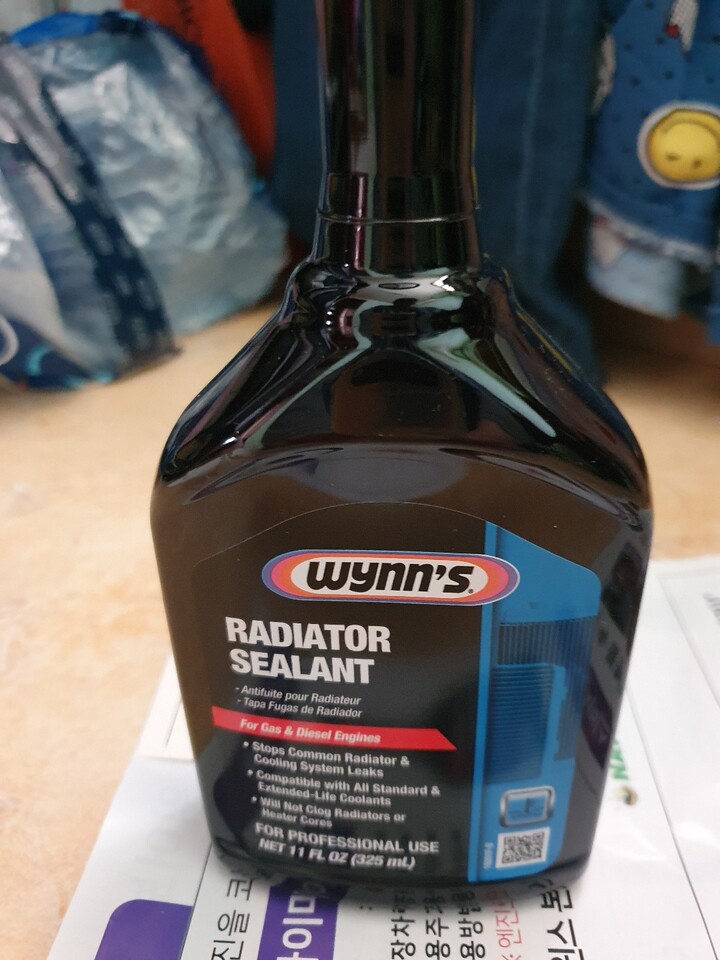 wynn's
RADIATOR
SEALANT
- Antifuite pour Radiateur
- Tapa Fugas de Radiador
For Gas & Diesel Engines
• Stops Common Radiator &
Cooling System Leaks
• Compatible with All Standard &
Extended-Life Coolants
• Will Not Clog Radiators or
Heater Cores
FOR PROFESSIONAL USE
NET 11 FL OZ (325 mL)